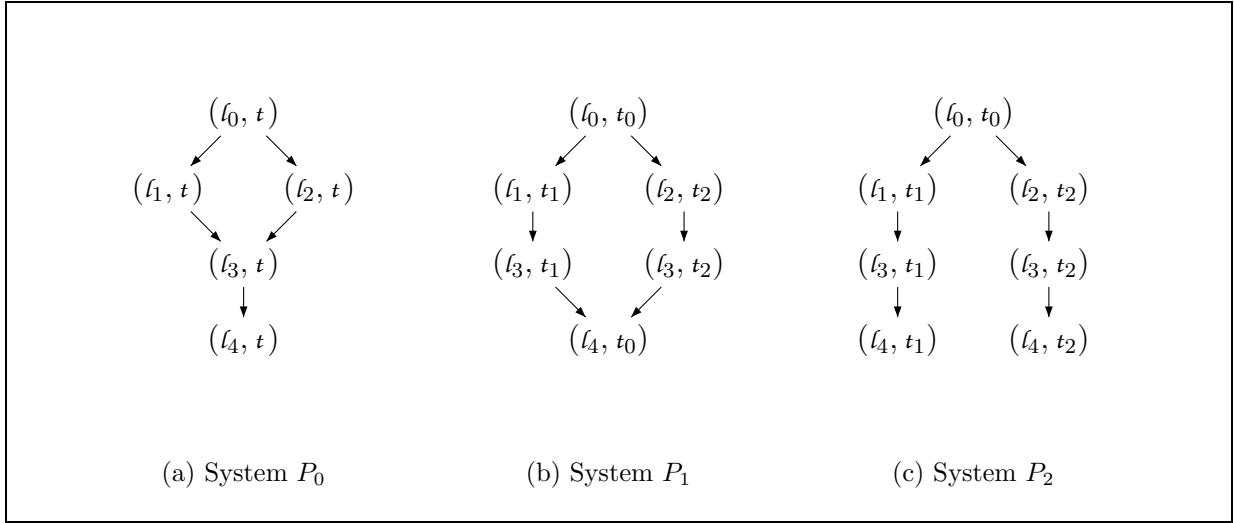 (l₀, t) (l₀, t₀) (l₀, t₀)
(l₁, t) (l₂, t) (l₁, t₁) (l₂, t₂) (l₁, t₁) (l₂, t₂)
(l₃, t) (l₃, t₁) (l₃, t₂) (l₃, t₁) (l₃, t₂)
(l₄, t) (l₄, t₀) (l₄, t₁) (l₄, t₂)
(a) System P₀ (b) System P₁ (c) System P₂